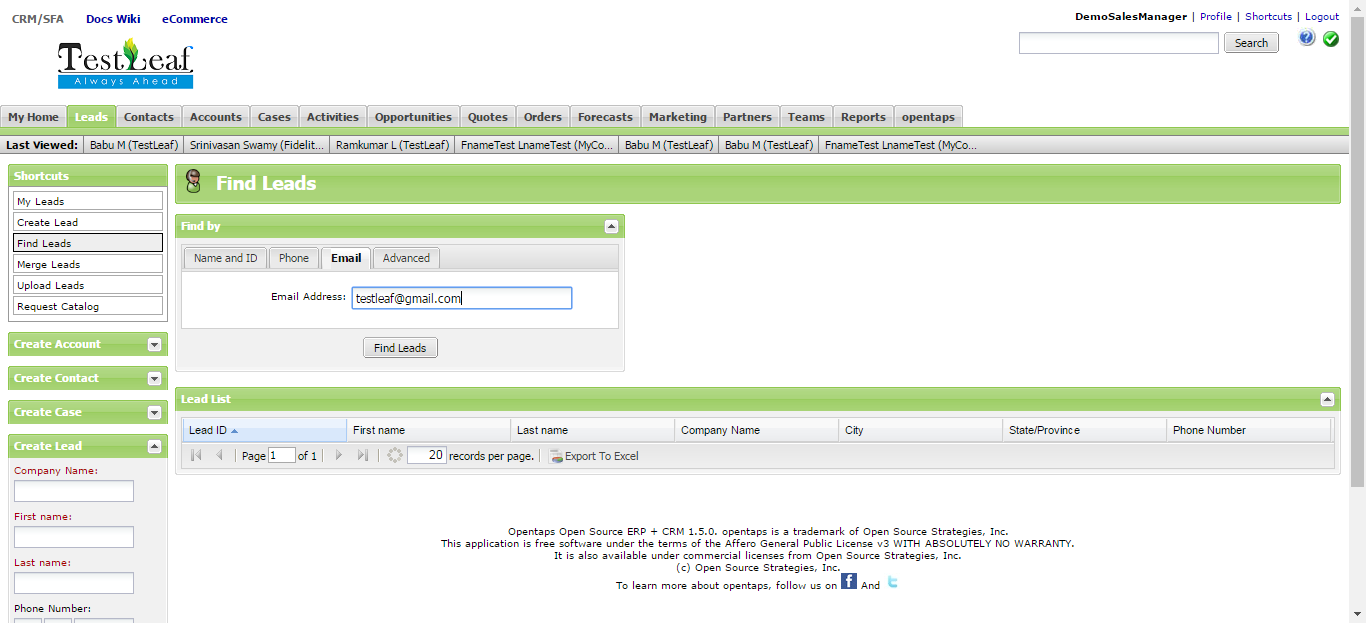 CRM/SFA Docs Wiki eCommerce
DemoSalesManager | Profile | Shortcuts | Logout
TestLeaf
Always Ahead
Search
My Home Leads Contacts Accounts Cases Activities Opportunities Quotes Orders Forecasts Marketing Partners Teams Reports opentaps
Last Viewed: Babu M (TestLeaf) Srinivasan Swamy (Fidelit... Ramkumar L (TestLeaf) FnameTest LnameTest (MyCo... Babu M (TestLeaf) Babu M (TestLeaf) FnameTest LnameTest (MyCo...
Shortcuts
My Leads
Create Lead
Find Leads
Merge Leads
Upload Leads
Request Catalog
Create Account
Create Contact
Create Case
Create Lead
Company Name:
First name:
Last name:
Phone Number:
Find Leads
Find by
Name and ID Phone Email Advanced
Email Address: testleaf@gmail.com
Find Leads
Lead List
Lead ID First name Last name Company Name City State/Province Phone Number
Page 1 of 1 20 records per page. Export To Excel
Opentaps Open Source ERP + CRM 1.5.0. opentaps is a trademark of Open Source Strategies, Inc.
This application is free software under the terms of the Affero General Public License v3 WITH ABSOLUTELY NO WARRANTY.
It is also available under commercial licenses from Open Source Strategies, Inc.
(c) Open Source Strategies, Inc.
To learn more about opentaps, follow us on f And t